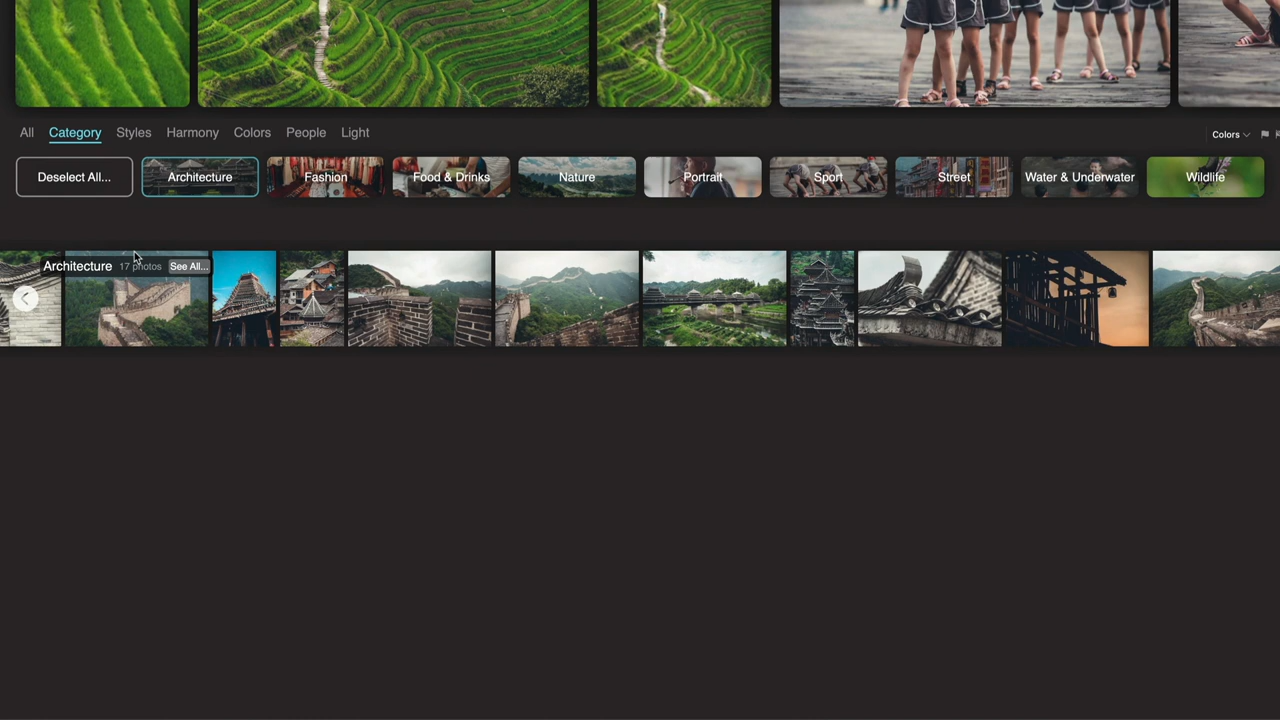 All Category Styles Harmony Colors People Light
Colors
Deselect All... Architecture Fashion Food & Drinks Nature Portrait Sport Street Water & Underwater Wildlife
Architecture 17 photos See All...